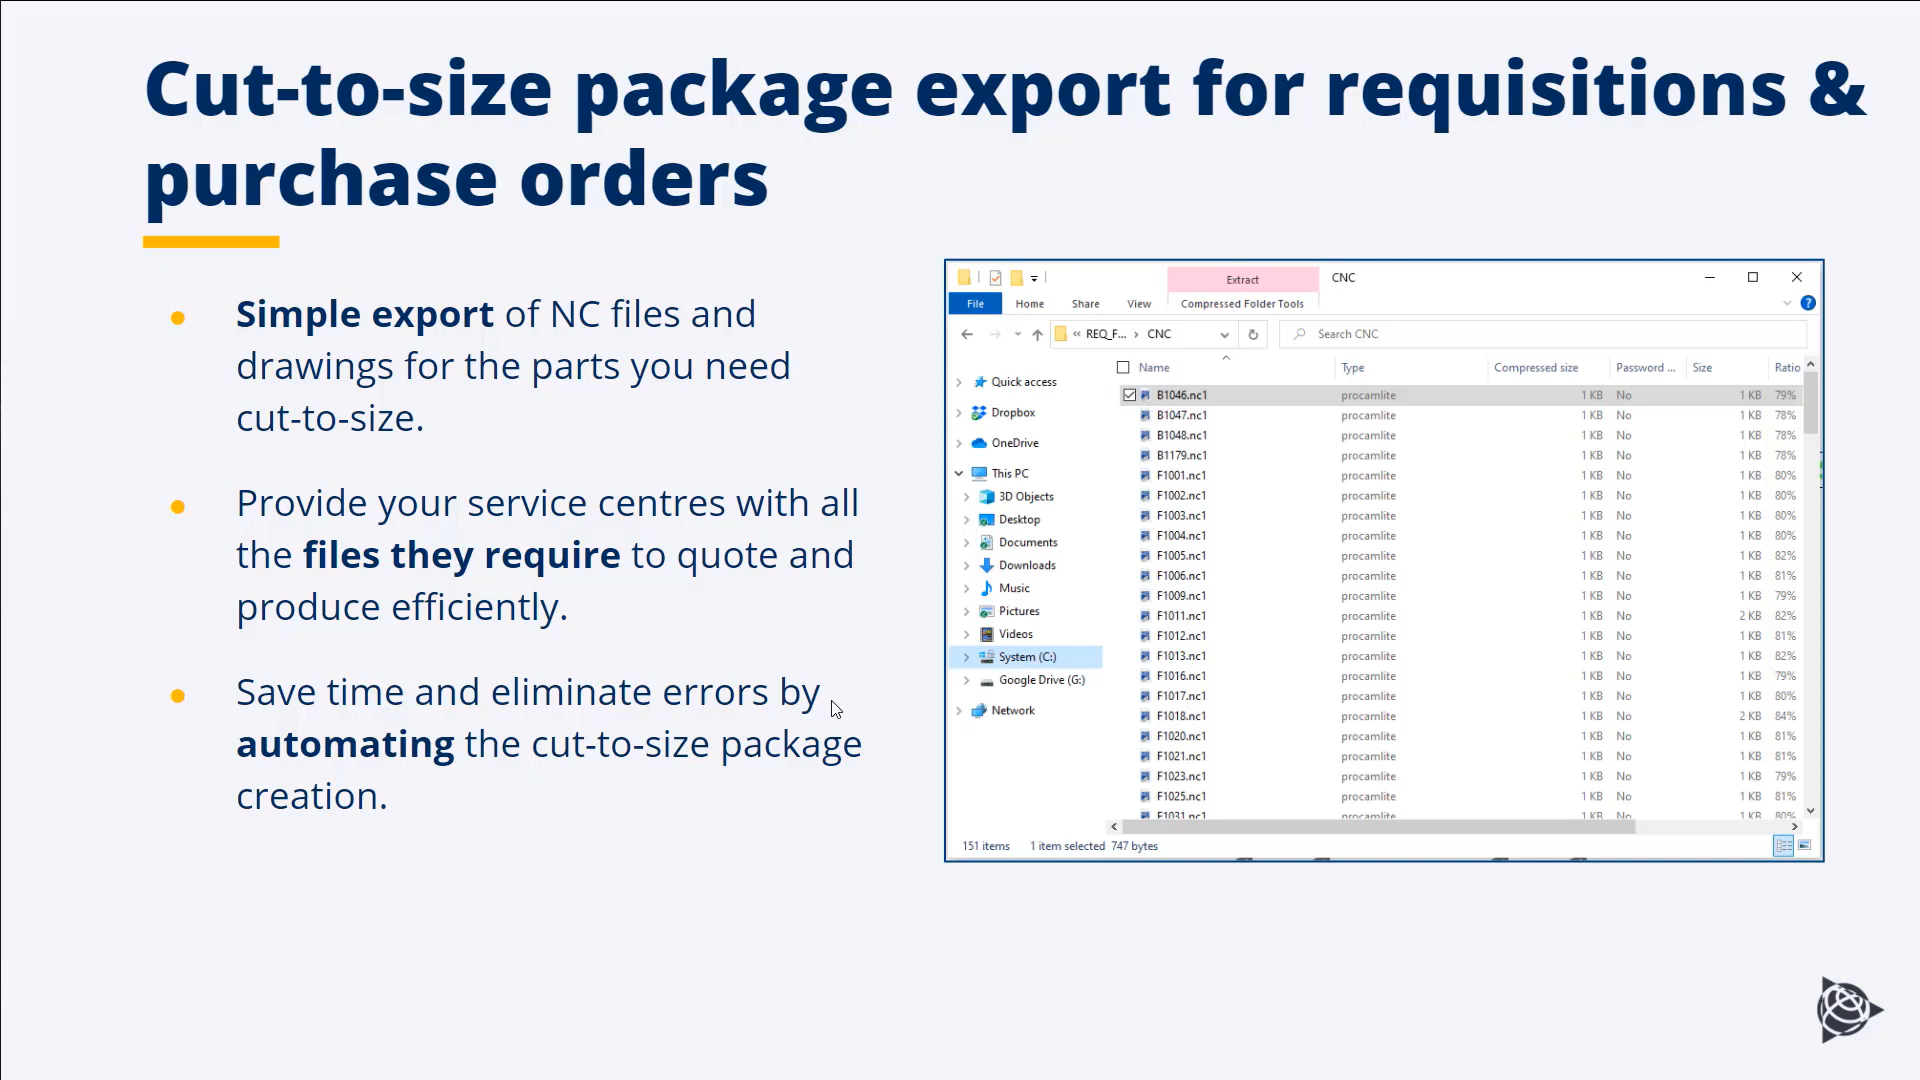 Cut-to-size package export for requisitions &
purchase orders
Simple export of NC files and
drawings for the parts you need
cut-to-size.
Provide your service centres with all
the files they require to quote and
produce efficiently.
Save time and eliminate errors by
automating the cut-to-size package
creation.
Extract CNC
File Home Share View Compressed Folder Tools
« REQ_F... › CNC Search CNC
Quick access
Dropbox
OneDrive
This PC
3D Objects
Desktop
Documents
Downloads
Music
Pictures
Videos
System (C:)
Google Drive (G:)
Network
Name Type Compressed size Password ... Size Ratio
B1046.nc1 procamlite 1 KB No 1 KB 79%
B1047.nc1 procamlite 1 KB No 1 KB 78%
B1048.nc1 procamlite 1 KB No 1 KB 78%
B1179.nc1 procamlite 1 KB No 1 KB 78%
F1001.nc1 procamlite 1 KB No 1 KB 80%
F1002.nc1 procamlite 1 KB No 1 KB 80%
F1003.nc1 procamlite 1 KB No 1 KB 80%
F1004.nc1 procamlite 1 KB No 1 KB 80%
F1005.nc1 procamlite 1 KB No 1 KB 82%
F1006.nc1 procamlite 1 KB No 1 KB 81%
F1009.nc1 procamlite 1 KB No 1 KB 79%
F1011.nc1 procamlite 1 KB No 2 KB 82%
F1012.nc1 procamlite 1 KB No 1 KB 81%
F1013.nc1 procamlite 1 KB No 1 KB 82%
F1016.nc1 procamlite 1 KB No 1 KB 79%
F1017.nc1 procamlite 1 KB No 1 KB 80%
F1018.nc1 procamlite 1 KB No 2 KB 84%
F1020.nc1 procamlite 1 KB No 1 KB 81%
F1021.nc1 procamlite 1 KB No 1 KB 81%
F1023.nc1 procamlite 1 KB No 1 KB 79%
F1025.nc1 procamlite 1 KB No 1 KB 81%
F1031.nc1 procamlite 1 KB No 1 KB 80%
151 items 1 item selected 747 bytes